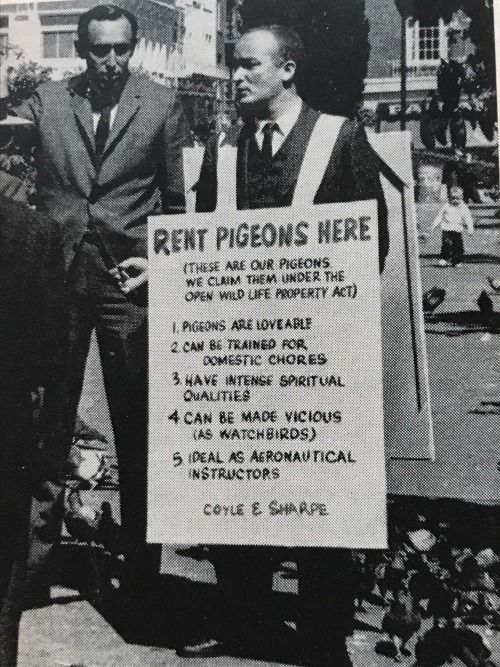 RENT PIGEONS HERE
(THESE ARE OUR PIGEONS
WE CLAIM THEM UNDER THE
OPEN WILD LIFE PROPERTY ACT)
1. PIGEONS ARE LOVEABLE
2. CAN BE TRAINED FOR
DOMESTIC CHORES
3. HAVE INTENSE SPIRITUAL
QUALITIES
4 CAN BE MADE VICIOUS
(AS WATCHBIRDS)
5. IDEAL AS AERONAUTICAL
INSTRUCTORS
COYLE & SHARPE